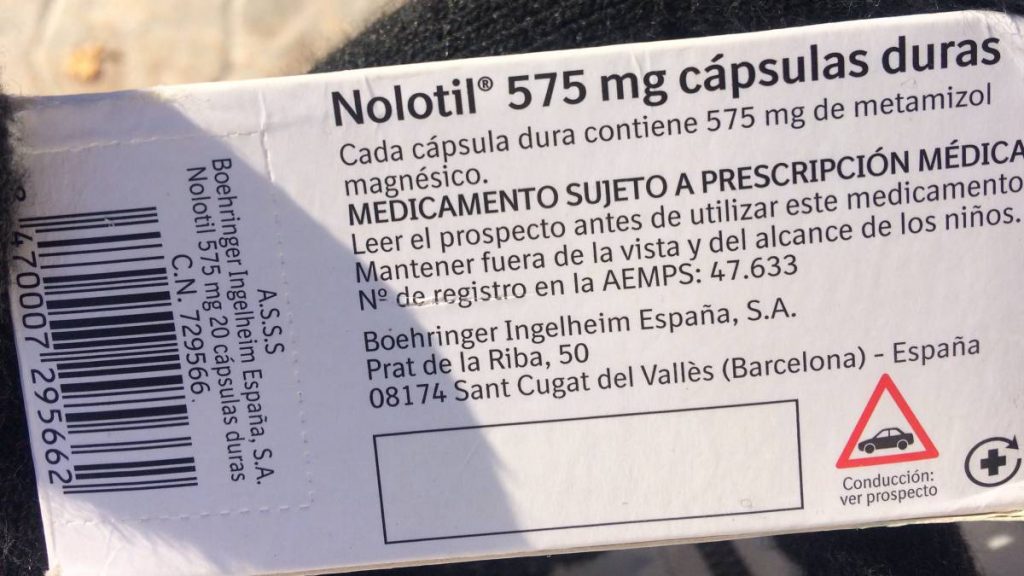 Nolotil® 575 mg cápsulas duras
Cada cápsula dura contiene 575 mg de metamizol
magnésico.
MEDICAMENTO SUJETO A PRESCRIPCIÓN MÉDICA
Leer el prospecto antes de utilizar este medicamento
Mantener fuera de la vista y del alcance de los niños.
Nº de registro en la AEMPS: 47.633
Boehringer Ingelheim España, S.A.
Prat de la Riba, 50
08174 Sant Cugat del Vallès (Barcelona) - España
Conducción:
ver prospecto
A.S.S.S
Boehringer Ingelheim España, S.A.
Nolotil 575 mg 20 cápsulas duras
C.N. 729566.
470007 295662